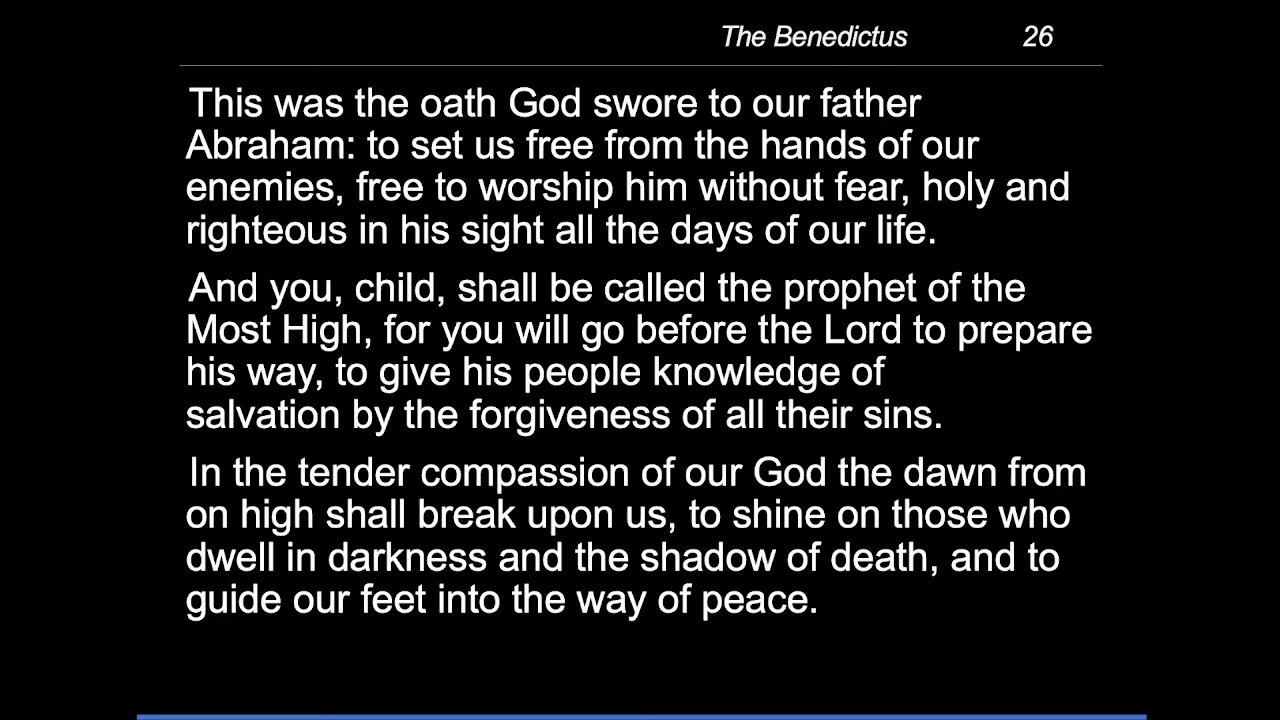 The Benedictus 26
This was the oath God swore to our father
Abraham: to set us free from the hands of our
enemies, free to worship him without fear, holy and
righteous in his sight all the days of our life.
And you, child, shall be called the prophet of the
Most High, for you will go before the Lord to prepare
his way, to give his people knowledge of
salvation by the forgiveness of all their sins.
In the tender compassion of our God the dawn from
on high shall break upon us, to shine on those who
dwell in darkness and the shadow of death, and to
guide our feet into the way of peace.